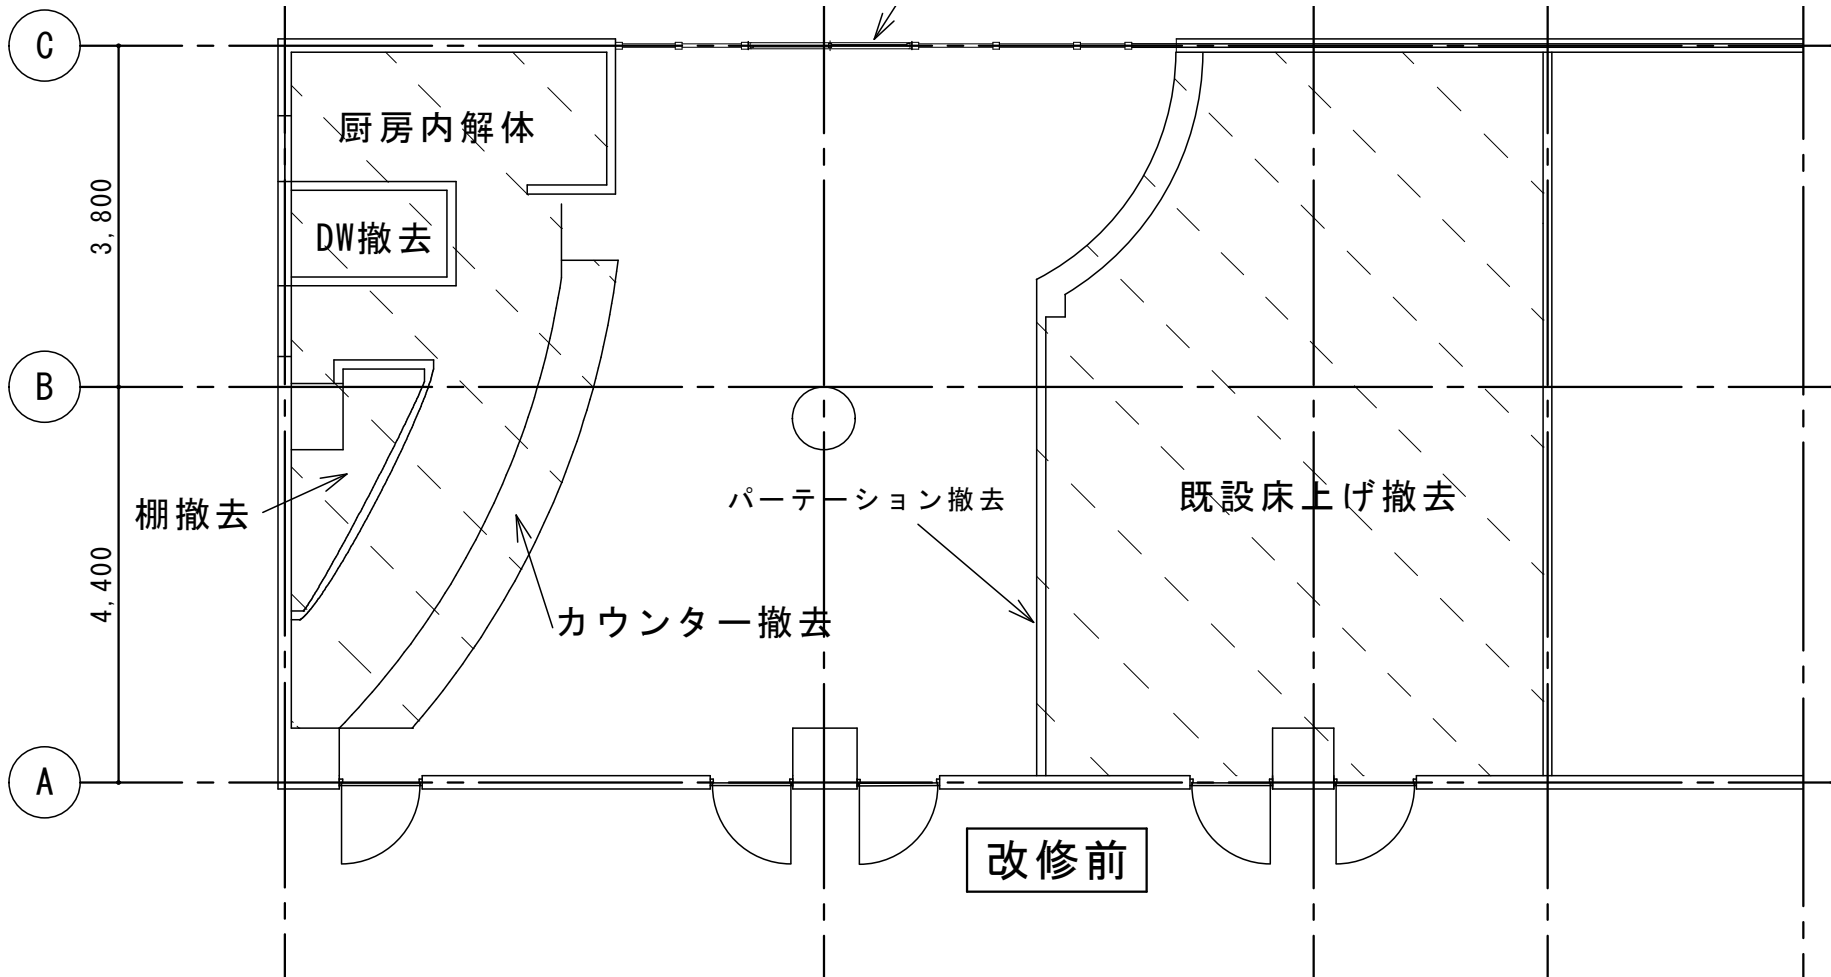 C
厨房内解体
3,800
DW撤去
B
棚撤去
パーテーション撤去
既設床上げ撤去
4,400
カウンター撤去
A
改修前